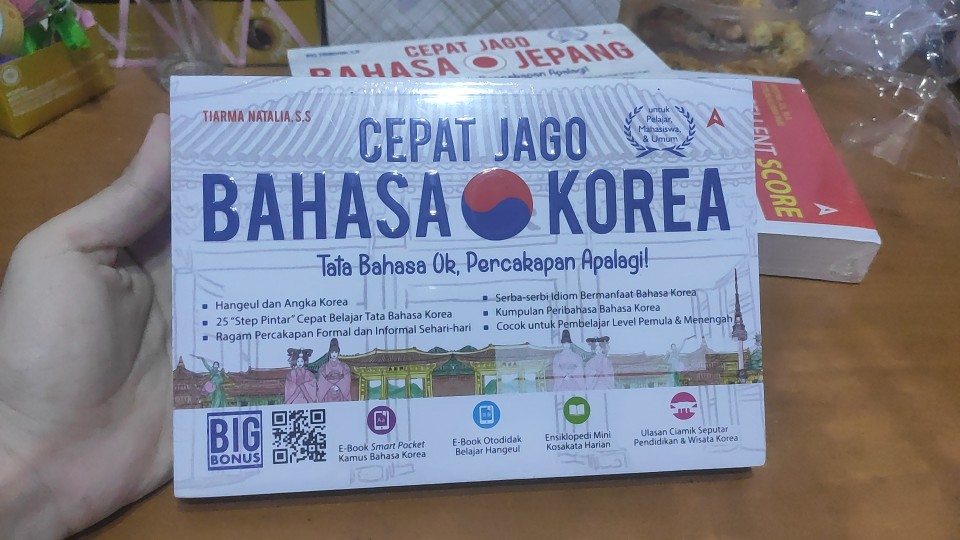 CEPAT JAGO
BAHASA JEPANG
Percakapan Apalagi!
TIARMA NATALIA, S.S
untuk
Pelajar,
Mahasiswa,
& Umum
CEPAT JAGO
BAHASA KOREA
Tata Bahasa Ok, Percakapan Apalagi!
Hangeul dan Angka Korea
25 "Step Pintar" Cepat Belajar Tata Bahasa Korea
Ragam Percakapan Formal dan Informal Sehari-hari
Serba-serbi Idiom Bermanfaat Bahasa Korea
Kumpulan Peribahasa Bahasa Korea
Cocok untuk Pembelajar Level Pemula & Menengah
BIG
BONUS
E-Book Smart Pocket
Kamus Bahasa Korea
E-Book Otodidak
Belajar Hangeul
Ensiklopedi Mini
Kosakata Harian
Ulasan Ciamik Seputar
Pendidikan & Wisata Korea
SCORE